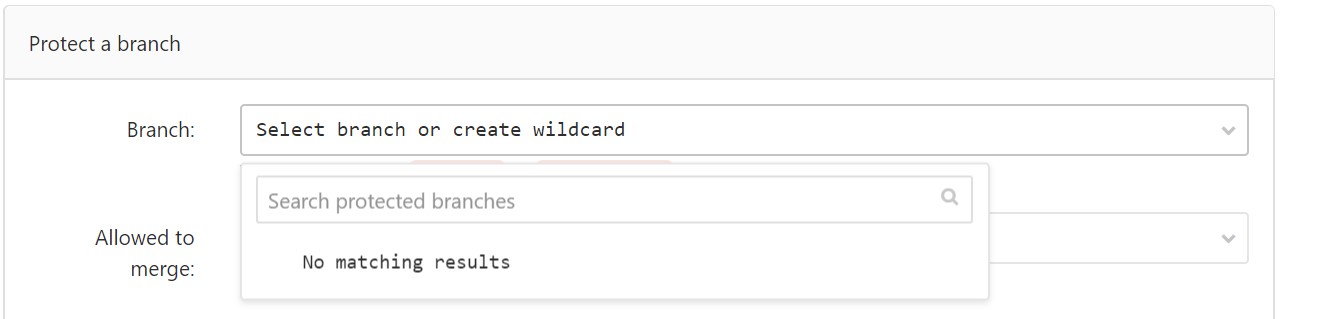 Protect a branch
Branch:
Select branch or create wildcard
Search protected branches
No matching results
Allowed to
merge: